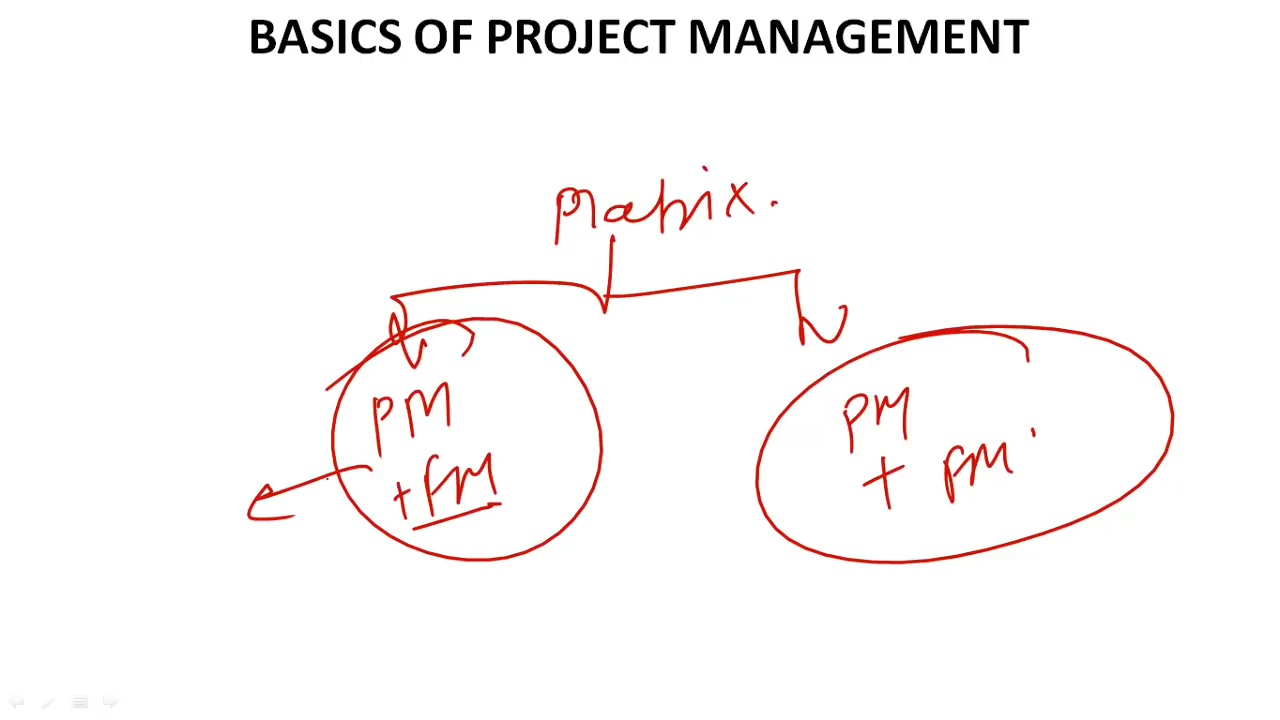 BASICS OF PROJECT MANAGEMENT
Matrix.
PM
+ FM
PM
+ FM